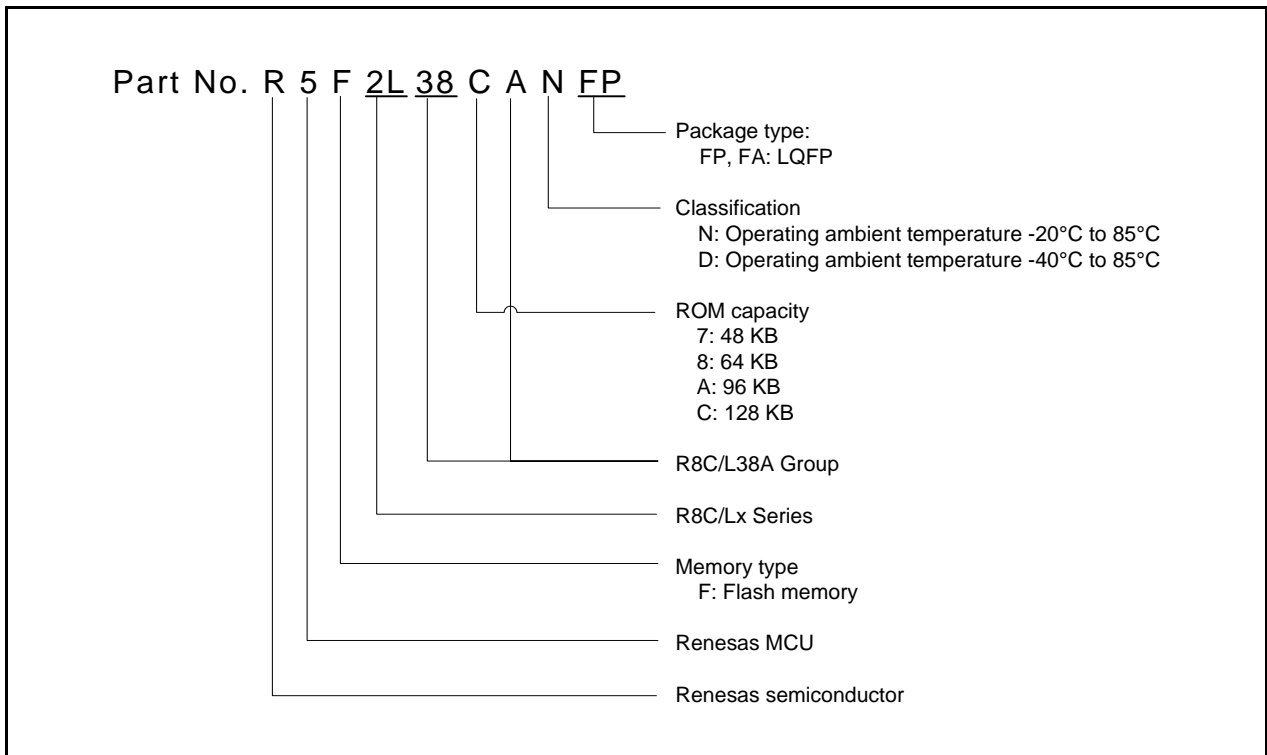 Part No. R 5 F 2L 38 C A N FP
Package type:
FP, FA: LQFP
Classification
N: Operating ambient temperature -20°C to 85°C
D: Operating ambient temperature -40°C to 85°C
ROM capacity
7: 48 KB
8: 64 KB
A: 96 KB
C: 128 KB
R8C/L38A Group
R8C/Lx Series
Memory type
F: Flash memory
Renesas MCU
Renesas semiconductor